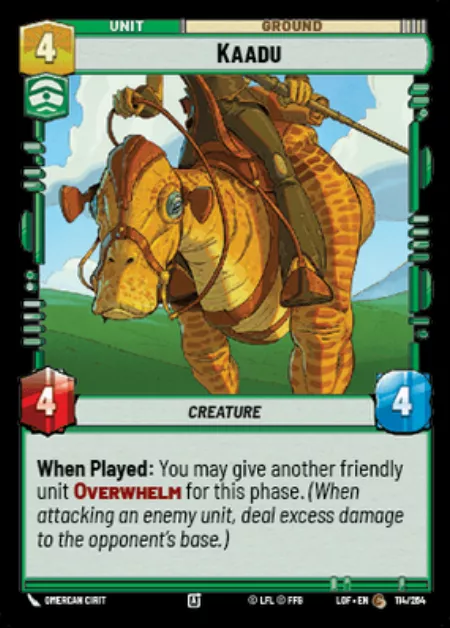 UNIT
GROUND
4
KAADU
4
CREATURE
4
When Played: You may give another friendly
unit OVERWHELM for this phase. (When
attacking an enemy unit, deal excess damage
to the opponent's base.)
OMERCAN CIRIT
© LFL © FFG
LOF • EN
114/264